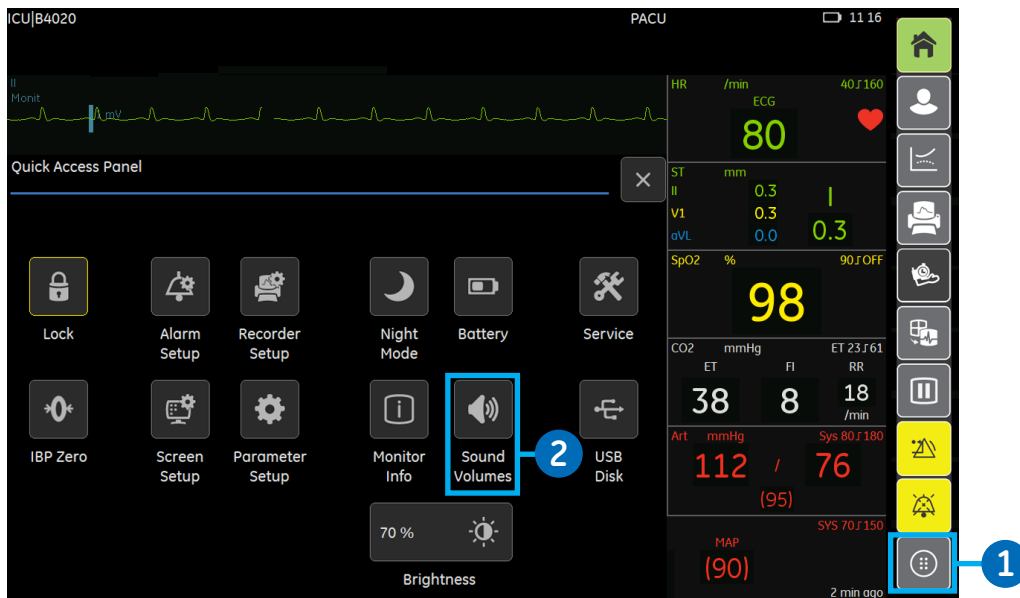 ICU|B4020 PACU 11 16
II
Monit
1 mV
Quick Access Panel
Lock
Alarm
Setup
Recorder
Setup
Night
Mode
Battery
Service
IBP Zero
Screen
Setup
Parameter
Setup
Monitor
Info
Sound
Volumes
USB
Disk
2
70 %
Brightness
HR /min 40 160
ECG
80
ST mm
II 0.3 I
V1 0.3 0.3
aVL 0.0
SpO2 % 90 OFF
98
CO2 mmHg ET 23 61
ET FI RR
38 8 18
/min
Art mmHg Sys 80 180
112 / 76
(95)
SYS 70 150
MAP
(90)
2 min ago
1